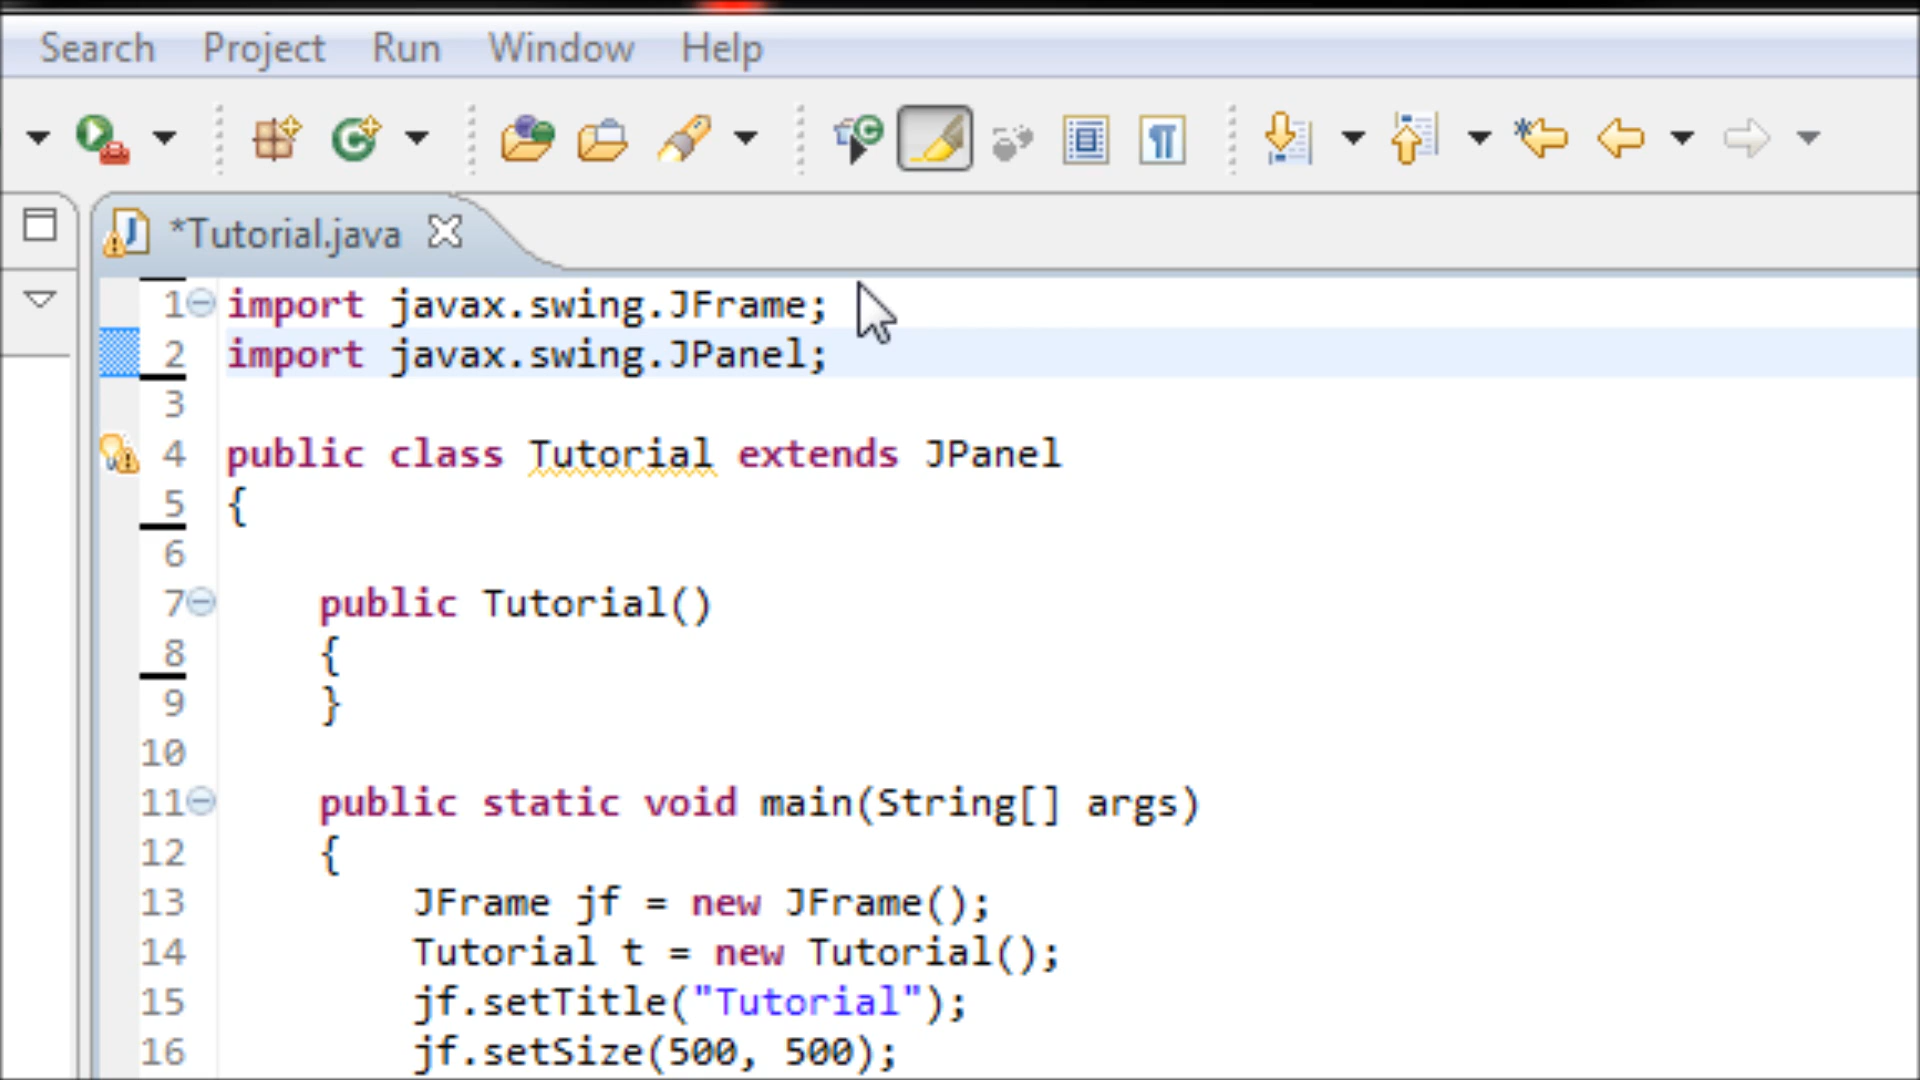 Search Project Run Window Help
*Tutorial.java
1 import javax.swing.JFrame;
2 import javax.swing.JPanel;
3
4 public class Tutorial extends JPanel
5 {
6
7 public Tutorial()
8 {
9 }
10
11 public static void main(String[] args)
12 {
13 JFrame jf = new JFrame();
14 Tutorial t = new Tutorial();
15 jf.setTitle("Tutorial");
16 jf.setSize(500, 500);